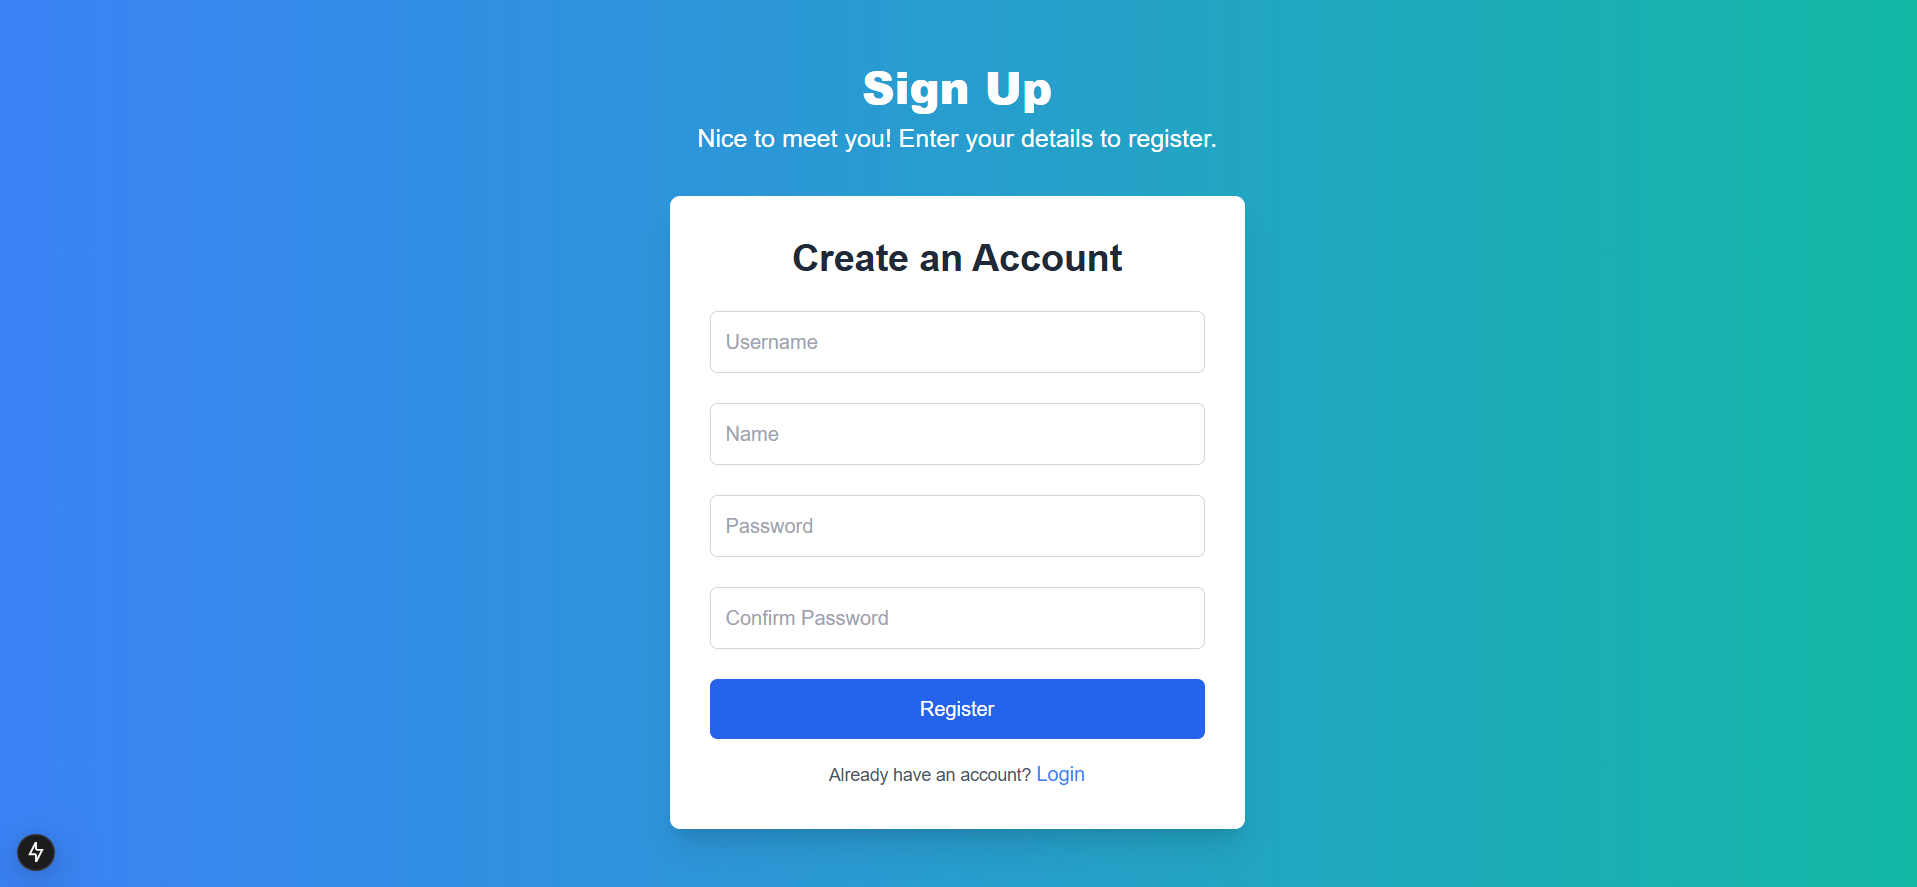 Sign Up
Nice to meet you! Enter your details to register.
Create an Account
Username
Name
Password
Confirm Password
Register
Already have an account? Login